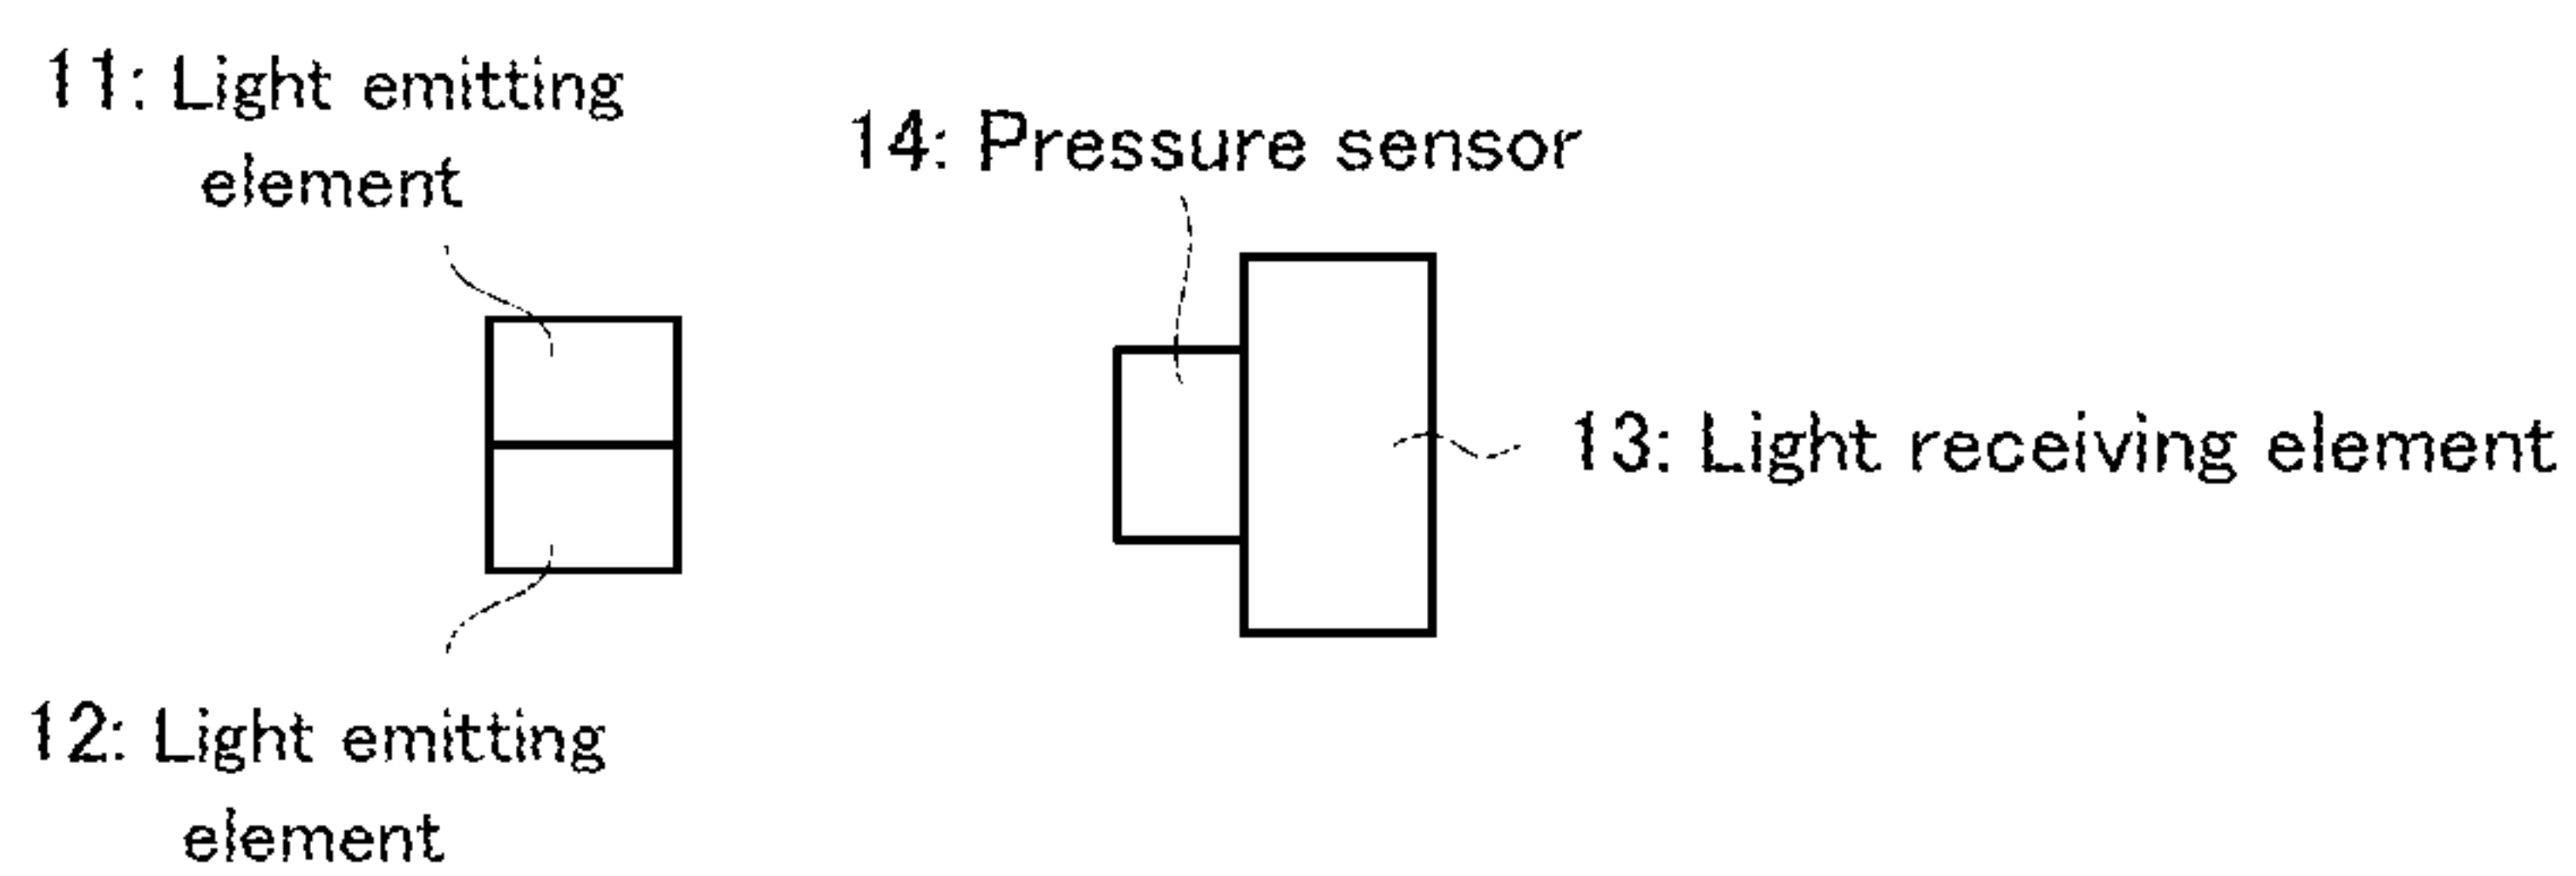 11: Light emitting
element
14: Pressure sensor
13: Light receiving element
12: Light emitting
element